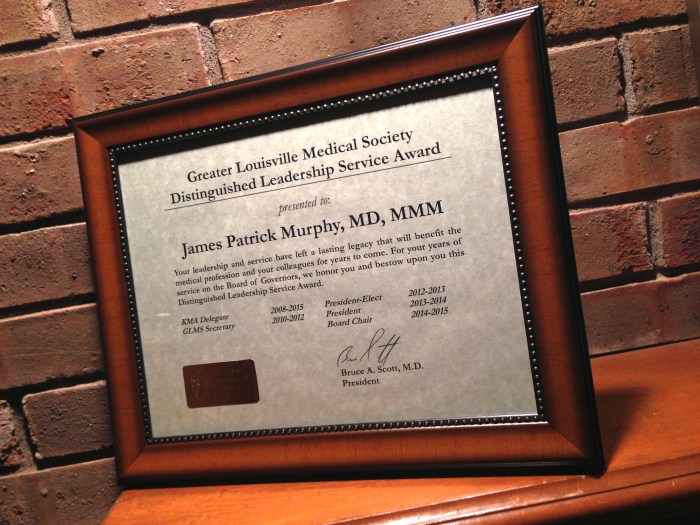 Greater Louisville Medical Society
Distinguished Leadership Service Award
presented to:
James Patrick Murphy, MD, MMM
Your leadership and service have left a lasting legacy that will benefit the
medical profession and your colleagues for years to come. For your years of
service on the Board of Governors, we honor you and bestow upon you this
Distinguished Leadership Service Award.
KMA Delegate 2008-2015 President-Elect 2012-2013
GLMS Secretary 2010-2012 President 2013-2014
Board Chair 2014-2015
Bruce A. Scott, M.D.
President